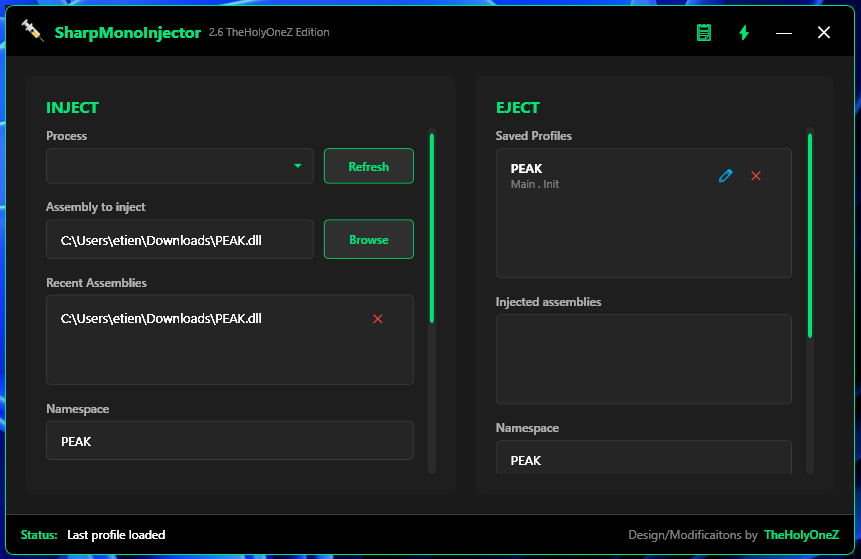 SharpMonoInjector 2.6 TheHolyOneZ Edition
INJECT
Process
Refresh
Assembly to inject
C:\Users\etien\Downloads\PEAK.dll
Browse
Recent Assemblies
C:\Users\etien\Downloads\PEAK.dll
Namespace
PEAK
EJECT
Saved Profiles
PEAK
Main . Init
Injected assemblies
Namespace
PEAK
Status: Last profile loaded
Design/Modificaitons by TheHolyOneZ